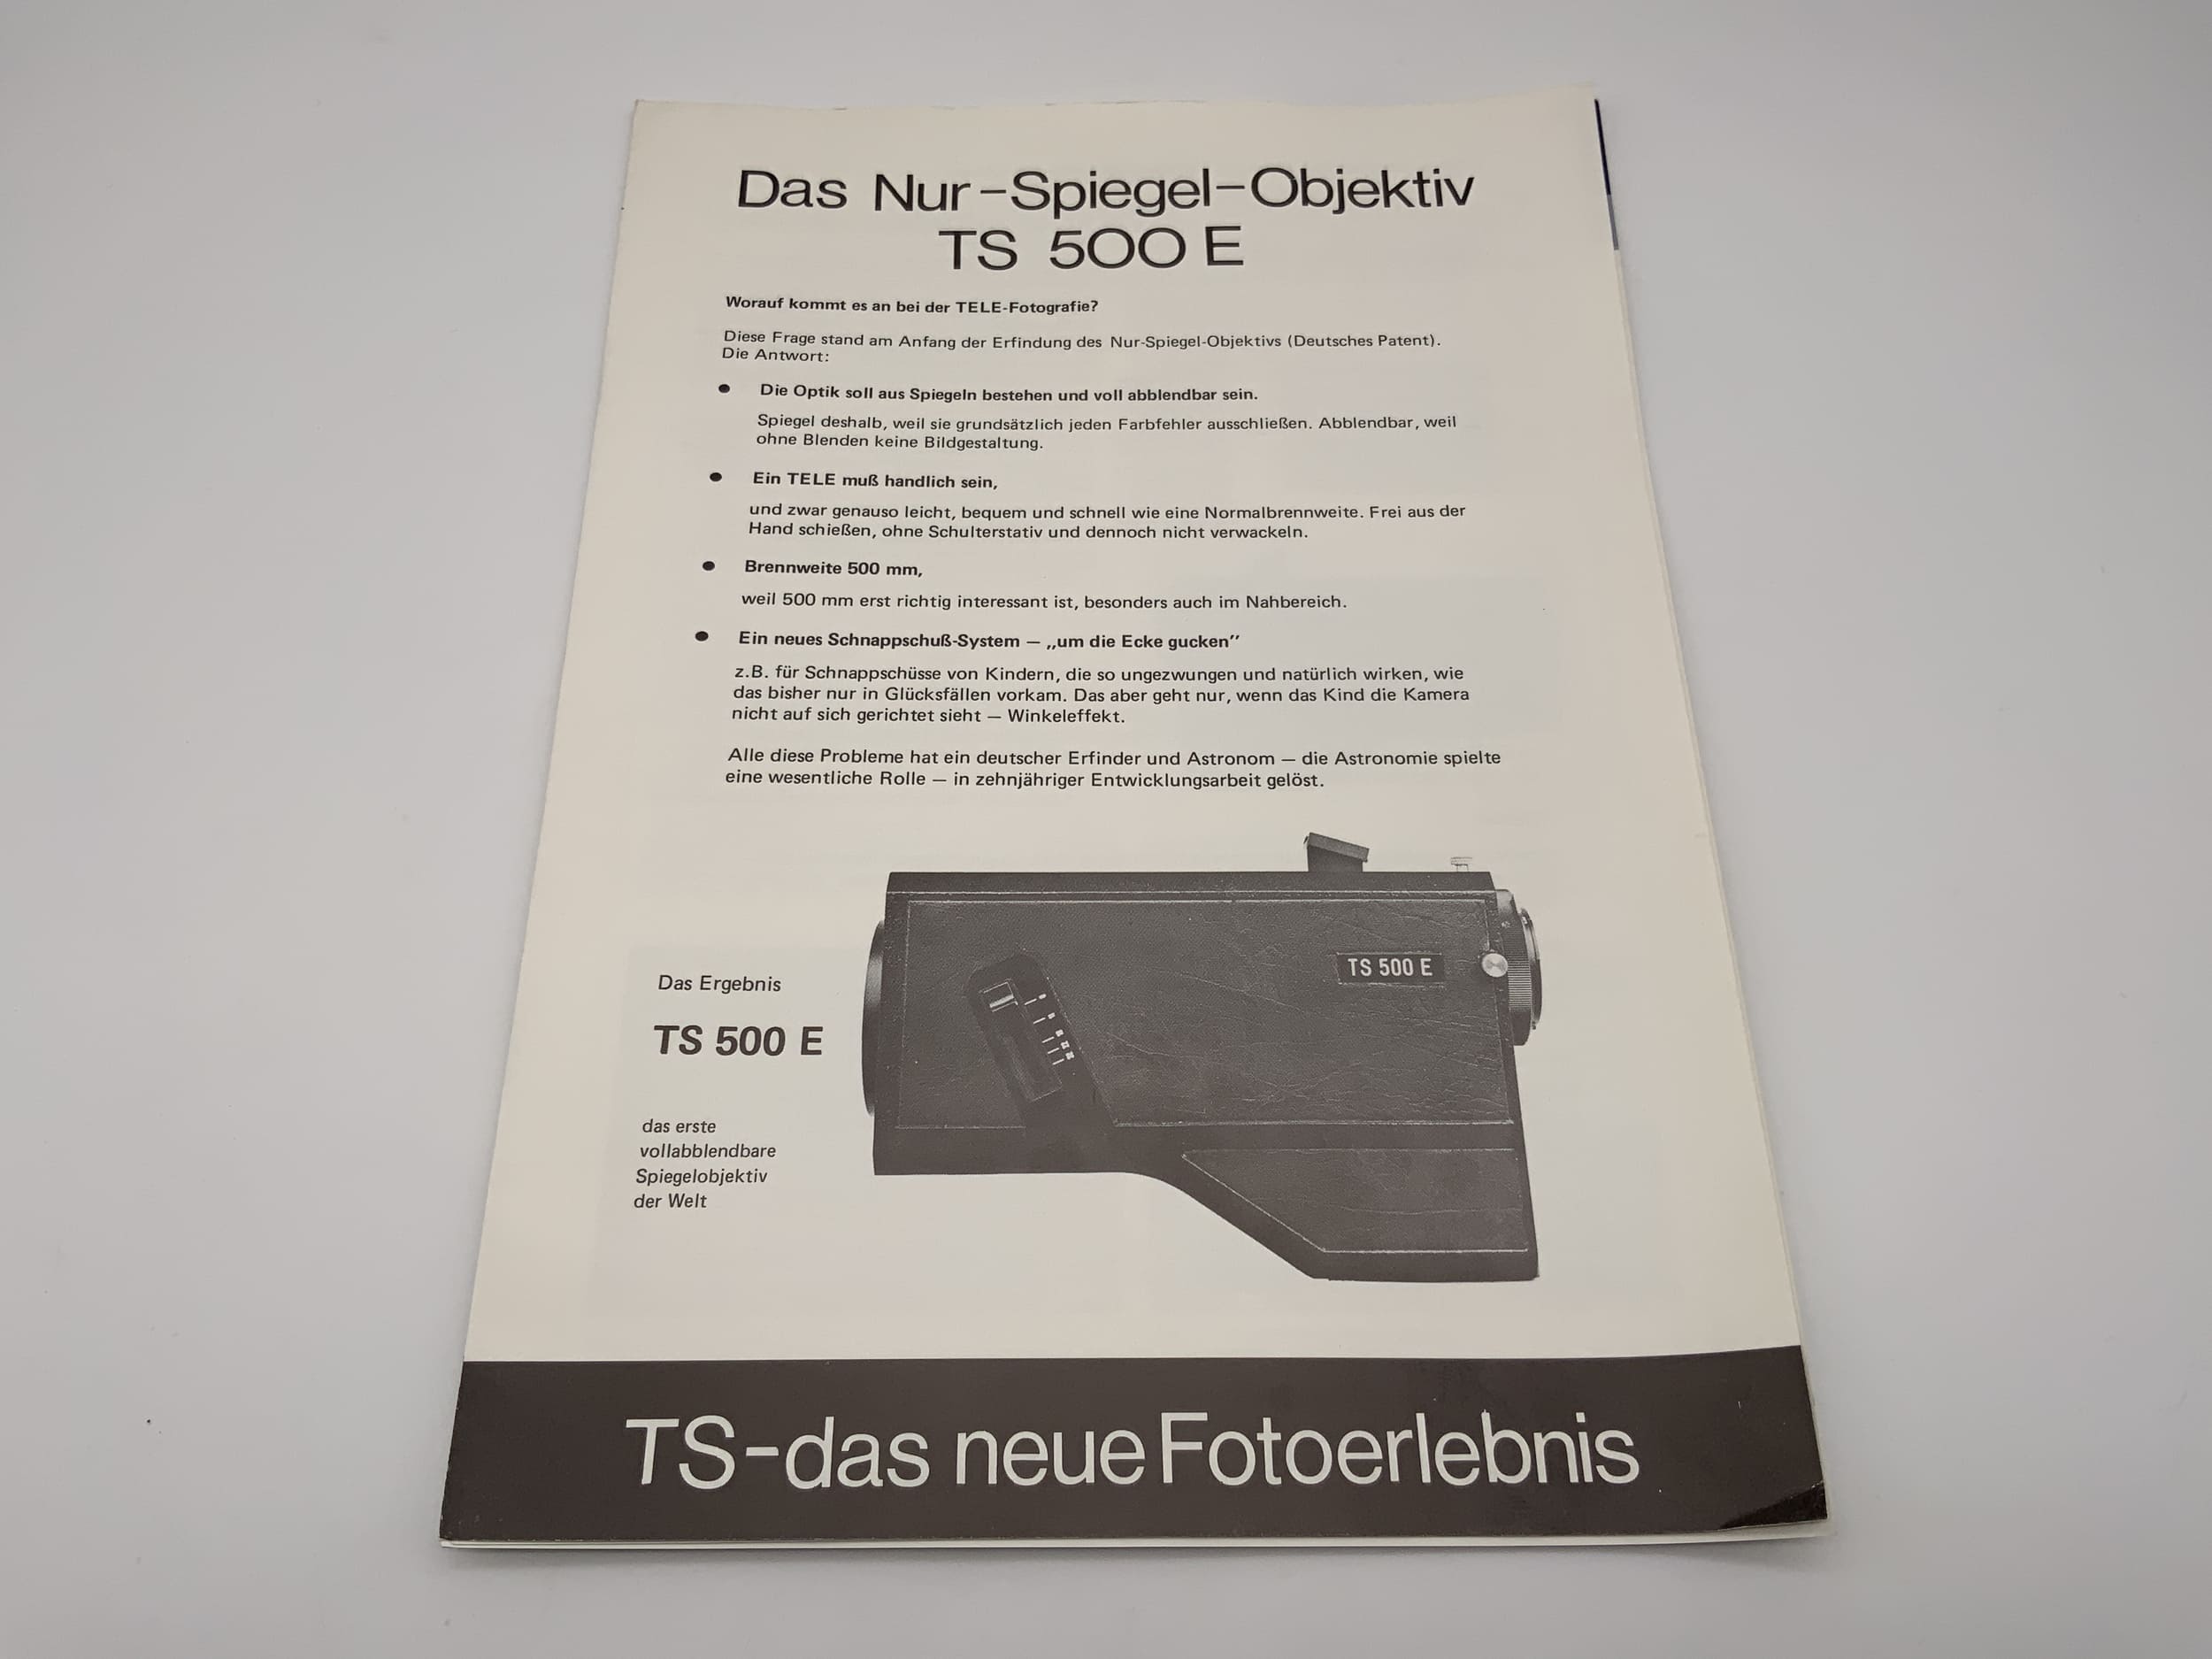 Das Nur-Spiegel-Objektiv
TS 500 E
Worauf kommt es an bei der TELE-Fotografie?
Diese Frage stand am Anfang der Erfindung des Nur-Spiegel-Objektivs (Deutsches Patent).
Die Antwort:
● Die Optik soll aus Spiegeln bestehen und voll abblendbar sein.
Spiegel deshalb, weil sie grundsätzlich jeden Farbfehler ausschließen. Abblendbar, weil
ohne Blenden keine Bildgestaltung.
● Ein TELE muß handlich sein,
und zwar genauso leicht, bequem und schnell wie eine Normalbrennweite. Frei aus der
Hand schießen, ohne Schulterstativ und dennoch nicht verwackeln.
● Brennweite 500 mm,
weil 500 mm erst richtig interessant ist, besonders auch im Nahbereich.
● Ein neues Schnappschuß-System — „um die Ecke gucken”
z.B. für Schnappschüsse von Kindern, die so ungezwungen und natürlich wirken, wie
das bisher nur in Glücksfällen vorkam. Das aber geht nur, wenn das Kind die Kamera
nicht auf sich gerichtet sieht — Winkeleffekt.
Alle diese Probleme hat ein deutscher Erfinder und Astronom — die Astronomie spielte
eine wesentliche Rolle — in zehnjähriger Entwicklungsarbeit gelöst.
TS 500 E
Das Ergebnis
TS 500 E
das erste
vollabblendbare
Spiegelobjektiv
der Welt
TS-das neue Fotoerlebnis